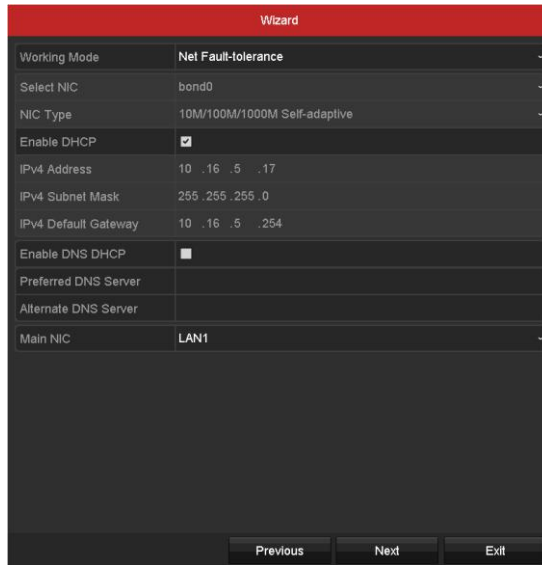 Wizard
Working Mode Net Fault-tolerance
Select NIC bond0
NIC Type 10M/100M/1000M Self-adaptive
Enable DHCP
IPv4 Address 10 .16 .5 .17
IPv4 Subnet Mask 255 .255 .255 .0
IPv4 Default Gateway 10 .16 .5 .254
Enable DNS DHCP
Preferred DNS Server
Alternate DNS Server
Main NIC LAN1
Previous Next Exit